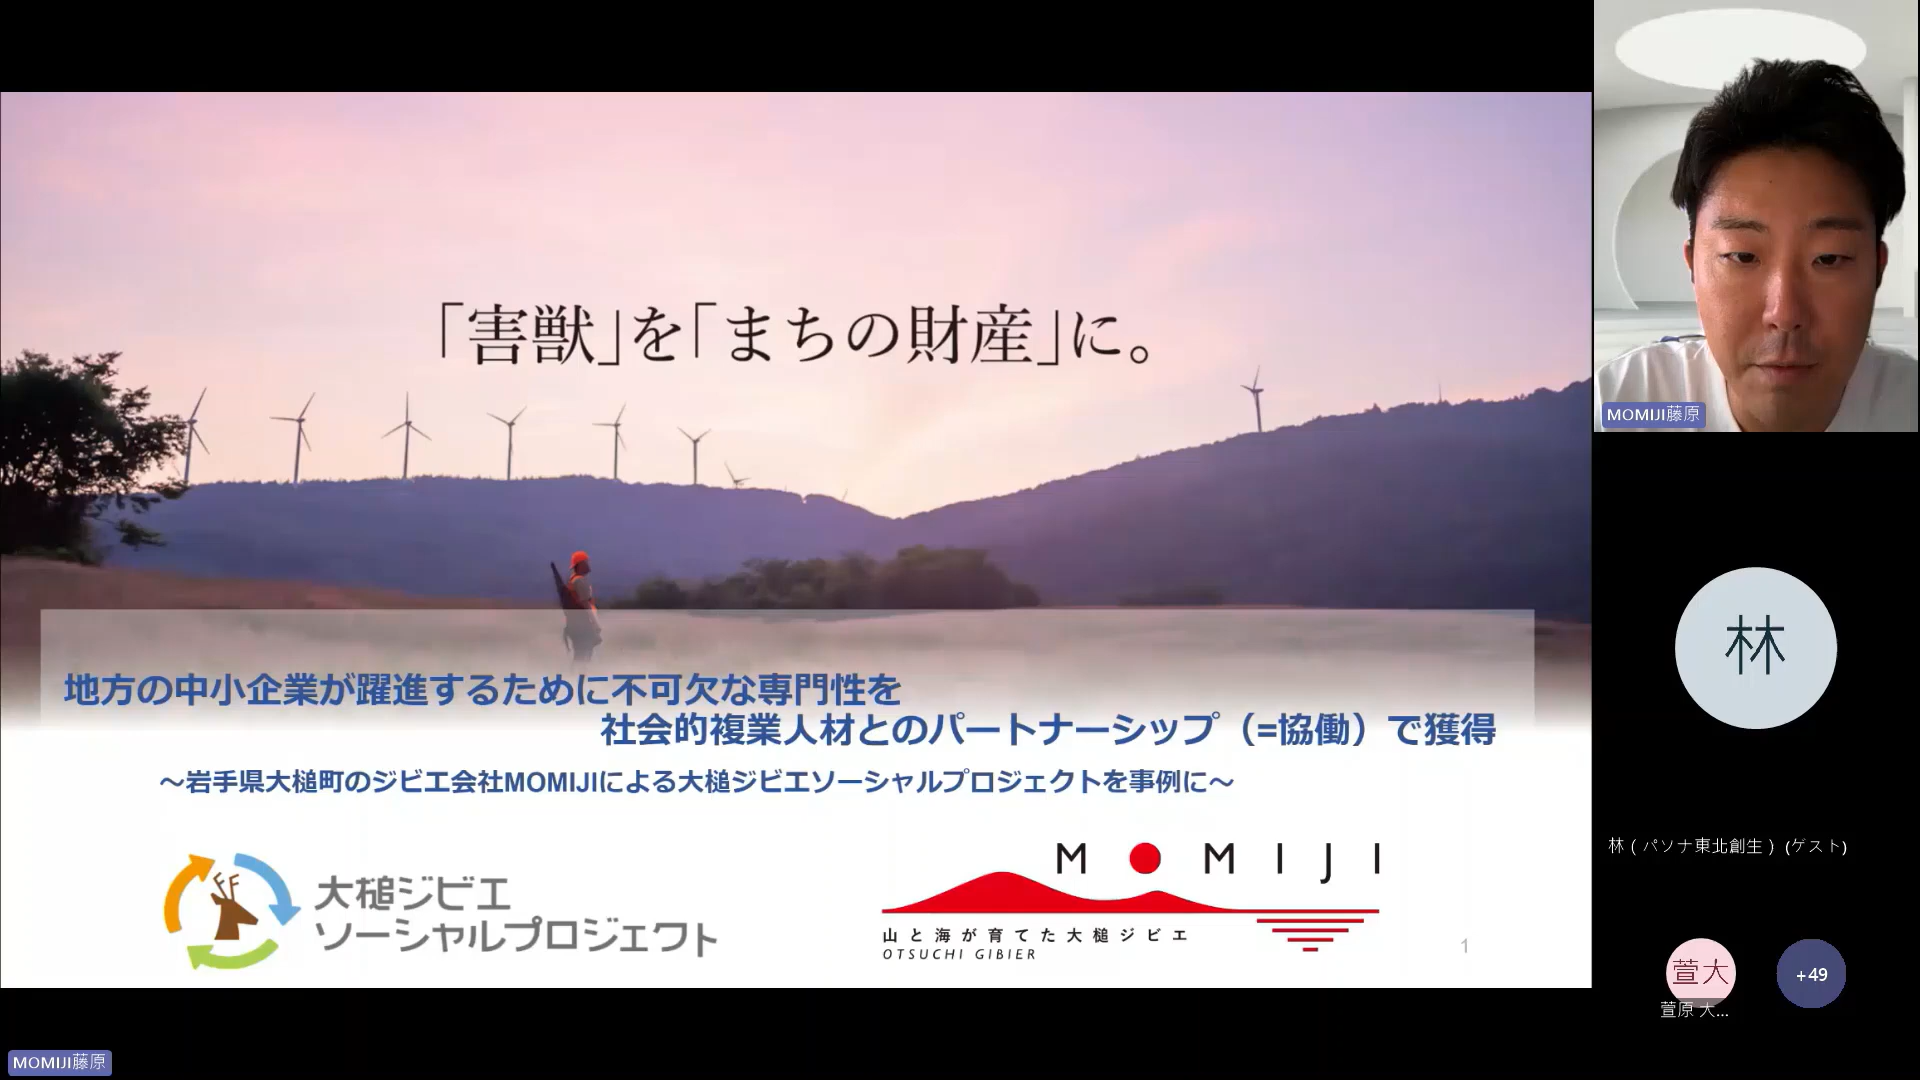 「害獣」を「まちの財産」に。
地方の中小企業が躍進するために不可欠な専門性を
社会的複業人材とのパートナーシップ（=協働）で獲得
～岩手県大槌町のジビエ会社MOMIJIによる大槌ジビエソーシャルプロジェクトを事例に～
大槌ジビエ
ソーシャルプロジェクト
MOMIJI
山と海が育てた大槌ジビエ
OTSUCHI GIBIER
1
MOMIJI藤原
林
林（パソナ東北創生）(ゲスト)
萱大
萱原 大...
+49
MOMIJI藤原